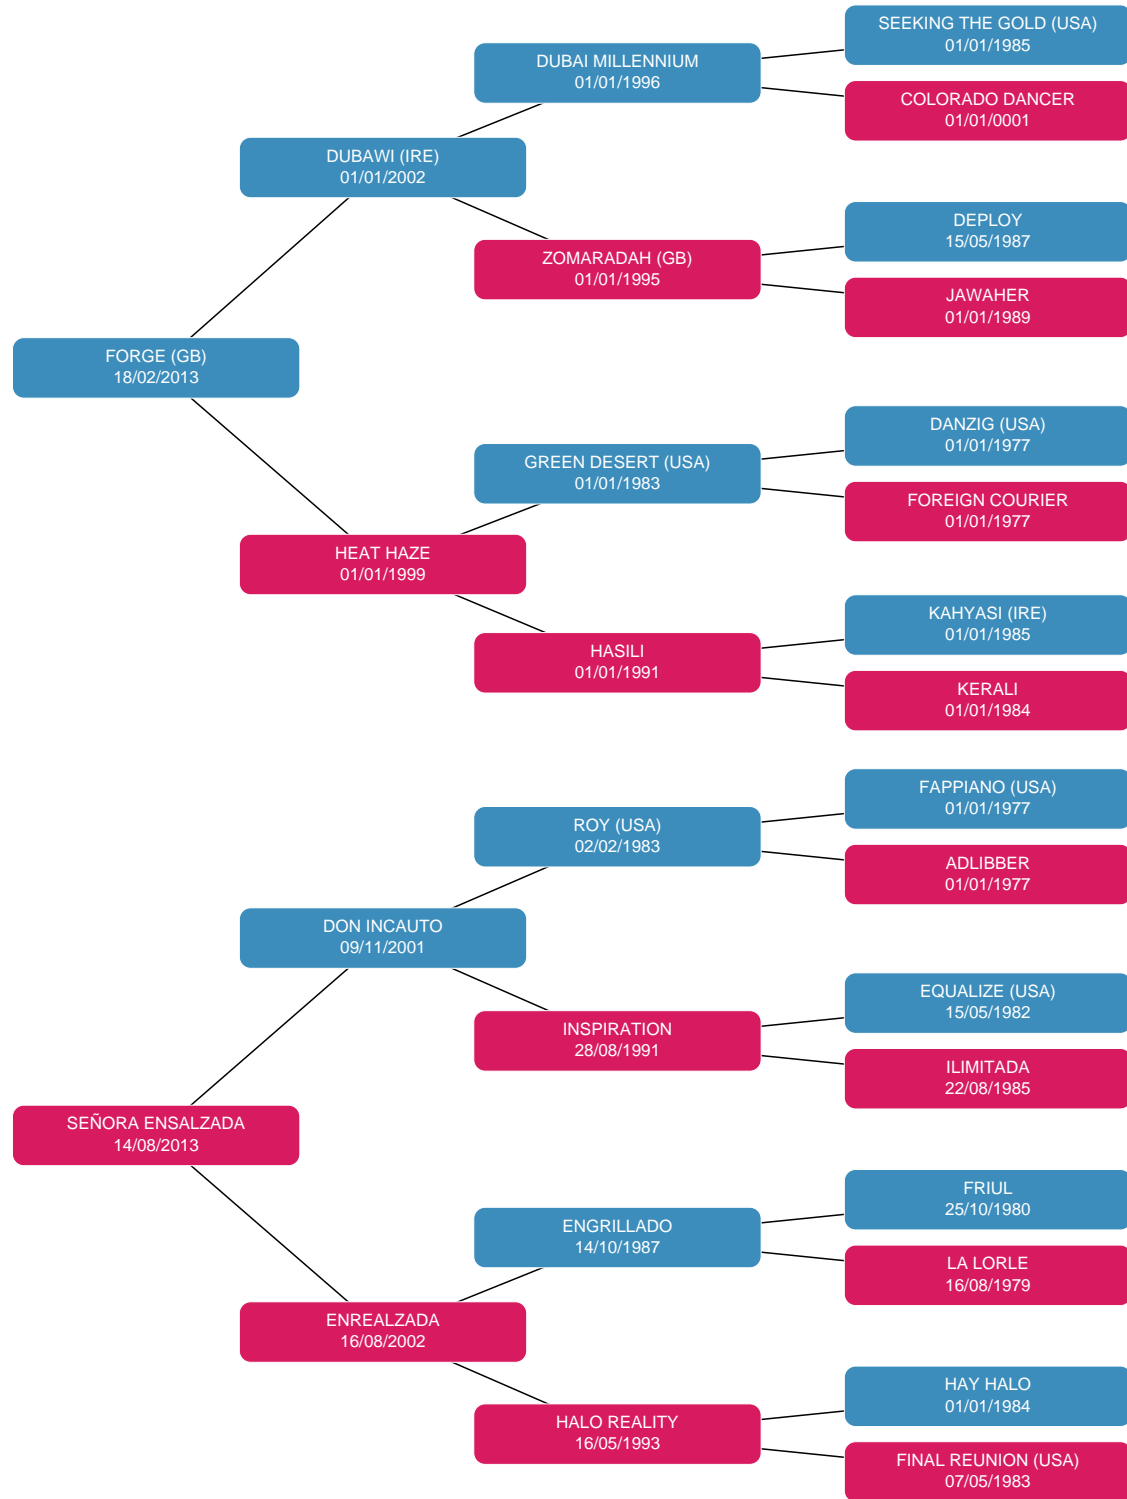 SEEKING THE GOLD (USA)
01/01/1985
DUBAI MILLENNIUM
01/01/1996
COLORADO DANCER
01/01/0001
DUBAWI (IRE)
01/01/2002
DEPLOY
15/05/1987
ZOMARADAH (GB)
01/01/1995
JAWAHER
01/01/1989
FORGE (GB)
18/02/2013
DANZIG (USA)
01/01/1977
GREEN DESERT (USA)
01/01/1983
FOREIGN COURIER
01/01/1977
HEAT HAZE
01/01/1999
KAHYASI (IRE)
01/01/1985
HASILI
01/01/1991
KERALI
01/01/1984
FAPPIANO (USA)
01/01/1977
ROY (USA)
02/02/1983
ADLIBBER
01/01/1977
DON INCAUTO
09/11/2001
EQUALIZE (USA)
15/05/1982
INSPIRATION
28/08/1991
ILIMITADA
22/08/1985
SEÑORA ENSALZADA
14/08/2013
FRIUL
25/10/1980
ENGRILLADO
14/10/1987
LA LORLE
16/08/1979
ENREALZADA
16/08/2002
HAY HALO
01/01/1984
HALO REALITY
16/05/1993
FINAL REUNION (USA)
07/05/1983